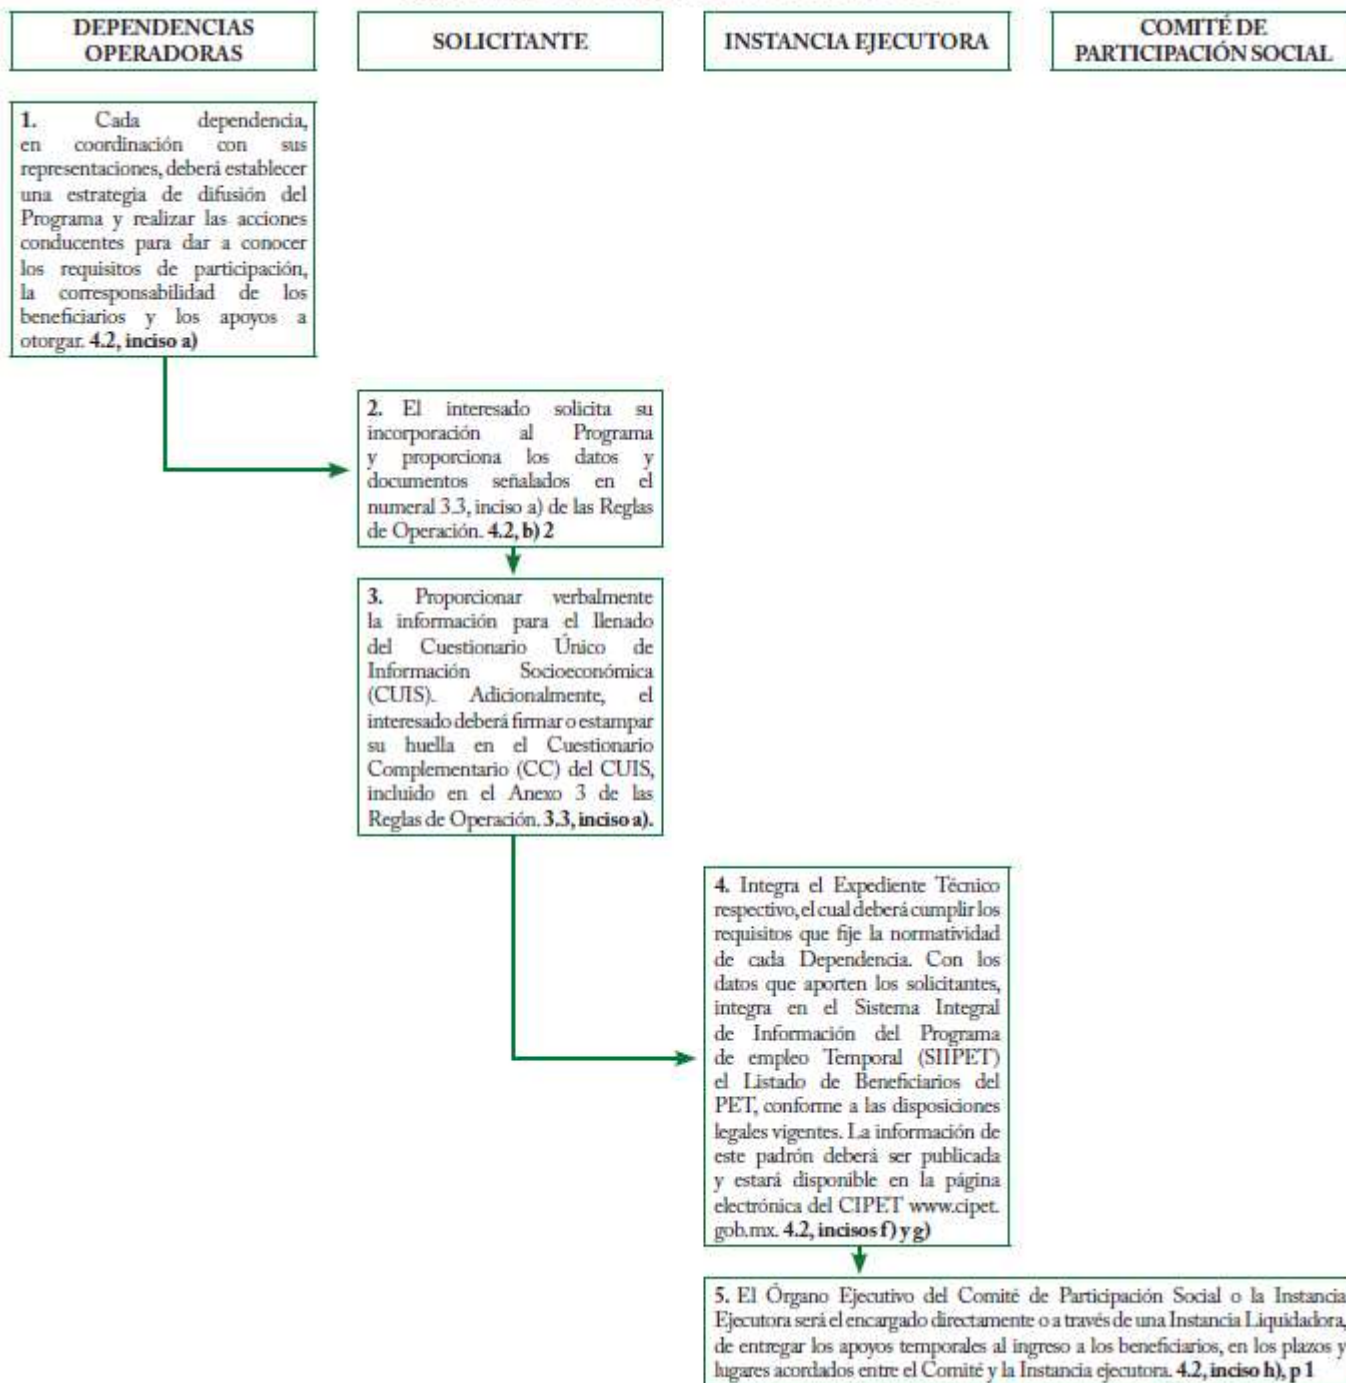 DEPENDENCIAS
OPERADORAS
SOLICITANTE
INSTANCIA EJECUTORA
COMITÉ DE
PARTICIPACIÓN SOCIAL
1. Cada dependencia,
en coordinación con sus
representaciones, deberá establecer
una estrategia de difusión del
Programa y realizar las acciones
conducentes para dar a conocer
los requisitos de participación,
la corresponsabilidad de los
beneficiarios y los apoyos a
otorgar. 4.2, inciso a)
2. El interesado solicita su
incorporación al Programa
y proporciona los datos y
documentos señalados en el
numeral 3.3, inciso a) de las Reglas
de Operación. 4.2, b) 2
3. Proporcionar verbalmente
la información para el llenado
del Cuestionario Único de
Información Socioeconómica
(CUIS). Adicionalmente, el
interesado deberá firmar o estampar
su huella en el Cuestionario
Complementario (CC) del CUIS,
incluido en el Anexo 3 de las
Reglas de Operación. 3.3, inciso a).
4. Integra el Expediente Técnico
respectivo, el cual deberá cumplir los
requisitos que fije la normatividad
de cada Dependencia. Con los
datos que aporten los solicitantes,
integra en el Sistema Integral
de Información del Programa
de empleo Temporal (SIIPET)
el Listado de Beneficiarios del
PET, conforme a las disposiciones
legales vigentes. La información de
este padrón deberá ser publicada
y estará disponible en la página
electrónica del CIPET www.cipet.
gob.mx. 4.2, incisos f) y g)
5. El Órgano Ejecutivo del Comité de Participación Social o la Instancia
Ejecutora será el encargado directamente o a través de una Instancia Liquidadora,
de entregar los apoyos temporales al ingreso a los beneficiarios, en los plazos y
lugares acordados entre el Comité y la Instancia ejecutora. 4.2, inciso h), p 1